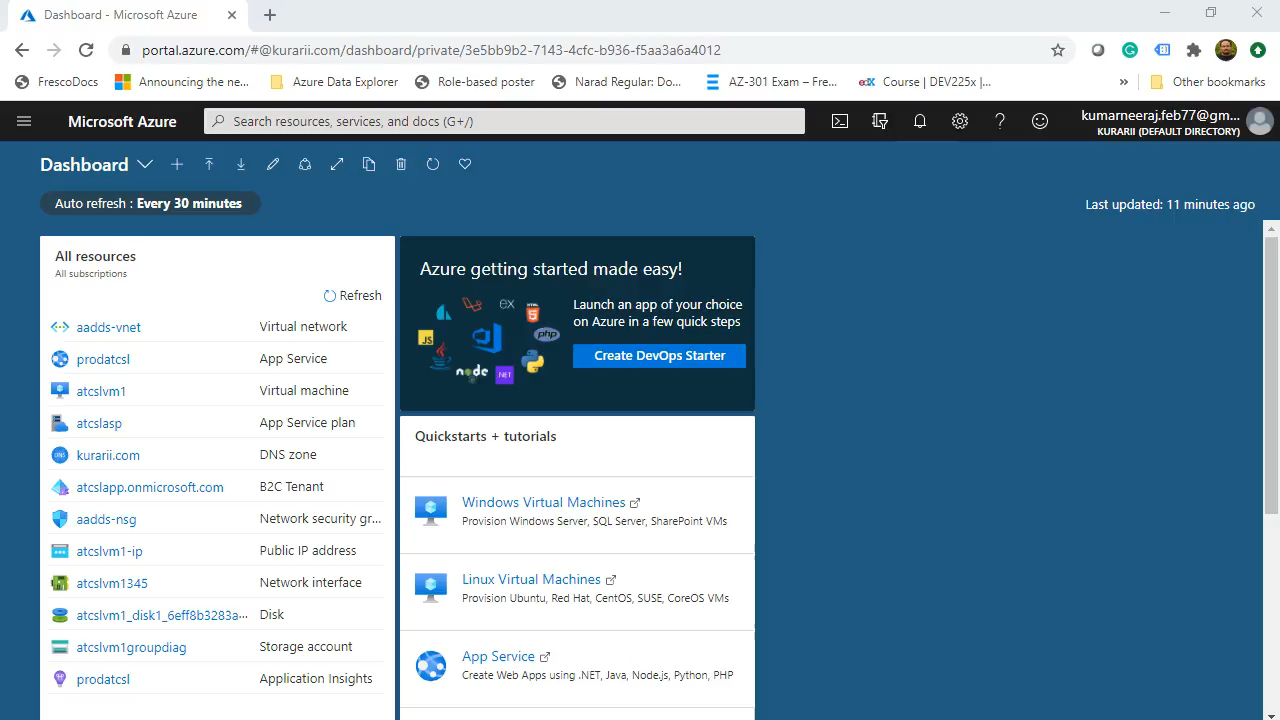 Dashboard - Microsoft Azure
portal.azure.com/#@kurarii.com/dashboard/private/3e5bb9b2-7143-4cfc-b936-f5aa3a6a4012
FrescoDocs
Announcing the ne...
Azure Data Explorer
Role-based poster
Narad Regular: Do...
AZ-301 Exam – Fre...
edX
Course | DEV225x |...
»
Other bookmarks
Microsoft Azure
Search resources, services, and docs (G+/)
kumarneeraj.feb77@gm...
KURARII (DEFAULT DIRECTORY)
Dashboard
Auto refresh : Every 30 minutes
Last updated: 11 minutes ago
All resources
All subscriptions
Refresh
aadds-vnet Virtual network
prodatcsl App Service
atcslvm1 Virtual machine
atcslasp App Service plan
DNS
kurarii.com DNS zone
atcslapp.onmicrosoft.com B2C Tenant
aadds-nsg Network security gr...
atcslvm1-ip Public IP address
atcslvm1345 Network interface
atcslvm1_disk1_6eff8b3283a... Disk
atcslvm1groupdiag Storage account
prodatcsl Application Insights
Azure getting started made easy!
ex
HTML
JS
php
node
NET
Launch an app of your choice
on Azure in a few quick steps
Create DevOps Starter
Quickstarts + tutorials
Windows Virtual Machines
Provision Windows Server, SQL Server, SharePoint VMs
Linux Virtual Machines
Provision Ubuntu, Red Hat, CentOS, SUSE, CoreOS VMs
App Service
Create Web Apps using .NET, Java, Node.js, Python, PHP